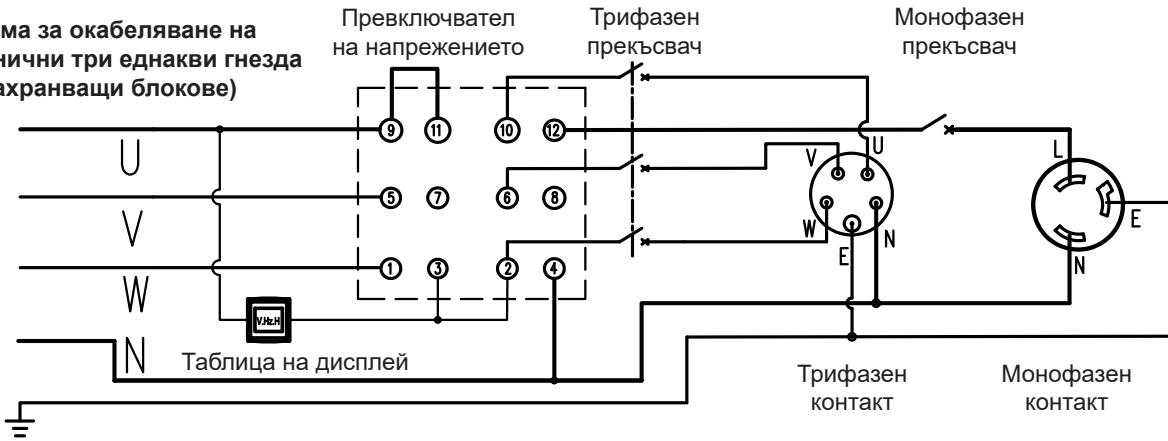 ма за окабеляване на
нични три еднакви гнезда
ахранващи блокове)
Превключвател
на напрежението
Трифазен
прекъсвач
Монофазен
прекъсвач
9 11 10 12
U
V U
L
5 7 6 8
V
W N
E
E
N
1 3 2 4
W
V.Hz.H
N
Таблица на дисплей
Трифазен
контакт
Монофазен
контакт